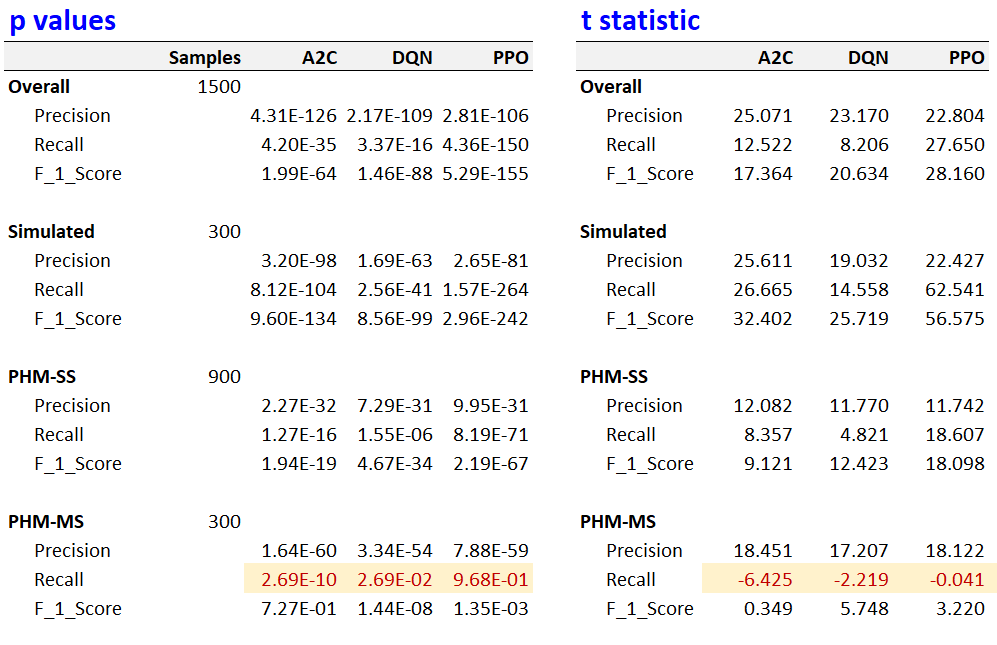 p values t statistic
Samples A2C DQN PPO A2C DQN PPO
Overall 1500 Overall
Precision 4.31E-126 2.17E-109 2.81E-106 Precision 25.071 23.170 22.804
Recall 4.20E-35 3.37E-16 4.36E-150 Recall 12.522 8.206 27.650
F_1_Score 1.99E-64 1.46E-88 5.29E-155 F_1_Score 17.364 20.634 28.160
Simulated 300 Simulated
Precision 3.20E-98 1.69E-63 2.65E-81 Precision 25.611 19.032 22.427
Recall 8.12E-104 2.56E-41 1.57E-264 Recall 26.665 14.558 62.541
F_1_Score 9.60E-134 8.56E-99 2.96E-242 F_1_Score 32.402 25.719 56.575
PHM-SS 900 PHM-SS
Precision 2.27E-32 7.29E-31 9.95E-31 Precision 12.082 11.770 11.742
Recall 1.27E-16 1.55E-06 8.19E-71 Recall 8.357 4.821 18.607
F_1_Score 1.94E-19 4.67E-34 2.19E-67 F_1_Score 9.121 12.423 18.098
PHM-MS 300 PHM-MS
Precision 1.64E-60 3.34E-54 7.88E-59 Precision 18.451 17.207 18.122
Recall 2.69E-10 2.69E-02 9.68E-01 Recall -6.425 -2.219 -0.041
F_1_Score 7.27E-01 1.44E-08 1.35E-03 F_1_Score 0.349 5.748 3.220